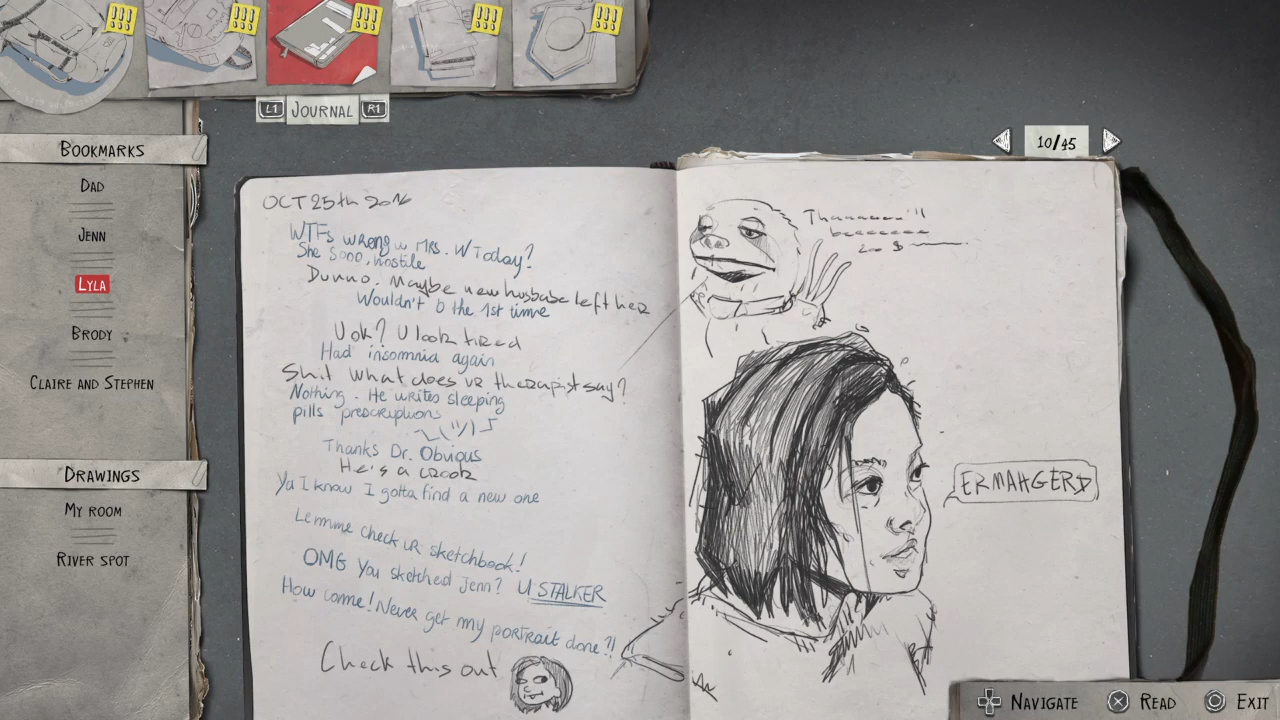 L1 JOURNAL R1
BOOKMARKS
DAD
JENN
LYLA
BRODY
CLAIRE AND STEPHEN
DRAWINGS
MY ROOM
RIVER SPOT
10/45
OCT 25th 2016
WTFs wrong w MRS. W Today?
She sooo hostile
Dunno. Maybe new husbabe left her
Wouldn't b the 1st time
U ok? U look tired
Had insomnia again
Shit what does ur therapist say?
Nothing. He writes sleeping
pills prescriptions
¯\_(ツ)_/¯
Thanks Dr. Obvious
He's a crook
Ya I know I gotta find a new one
Lemme check UR sketchbook!
OMG You sketched Jenn? U STALKER
How come! Never get my portrait done?!
Check this out
ERMAHGERD
NAVIGATE READ EXIT